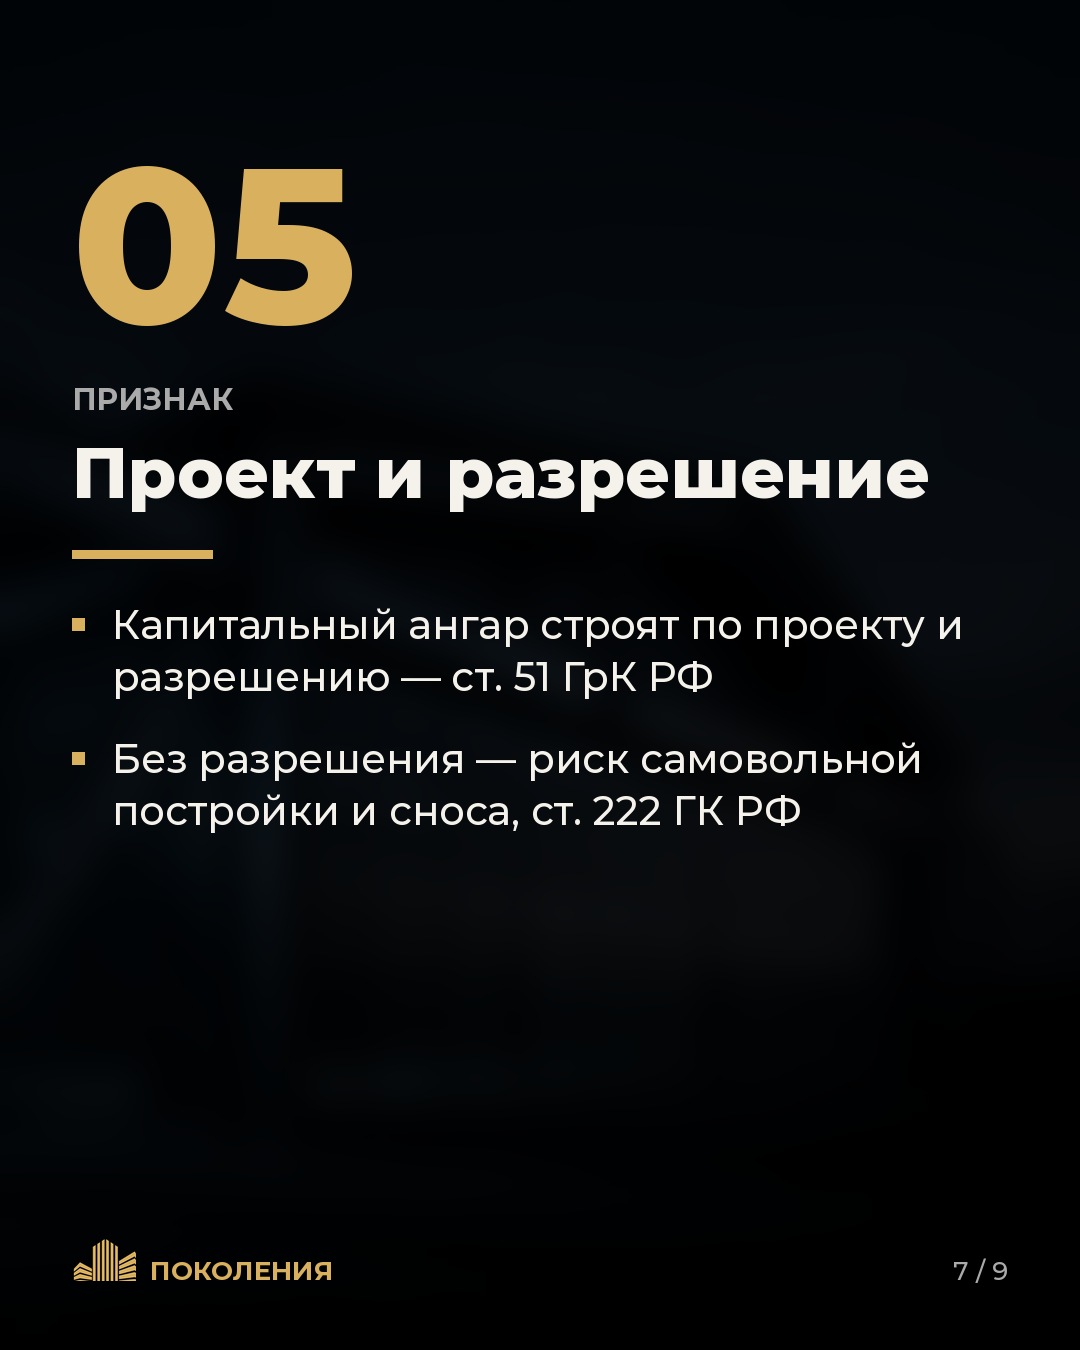 05
ПРИЗНАК
Проект и разрешение
Капитальный ангар строят по проекту и
разрешению — ст. 51 ГрК РФ
Без разрешения — риск самовольной
постройки и сноса, ст. 222 ГК РФ
ПОКОЛЕНИЯ
7 / 9